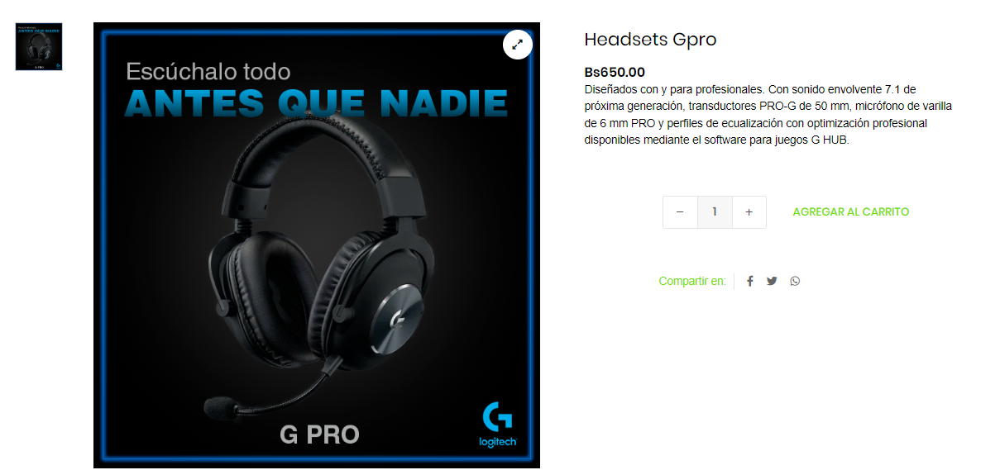 Escúchalo todo
ANTES QUE NADIE
G PRO
logitech
Headsets Gpro
Bs650.00
Diseñados con y para profesionales. Con sonido envolvente 7.1 de
próxima generación, transductores PRO-G de 50 mm, micrófono de varilla
de 6 mm PRO y perfiles de ecualización con optimización profesional
disponibles mediante el software para juegos G HUB.
− 1 + AGREGAR AL CARRITO
Compartir en: